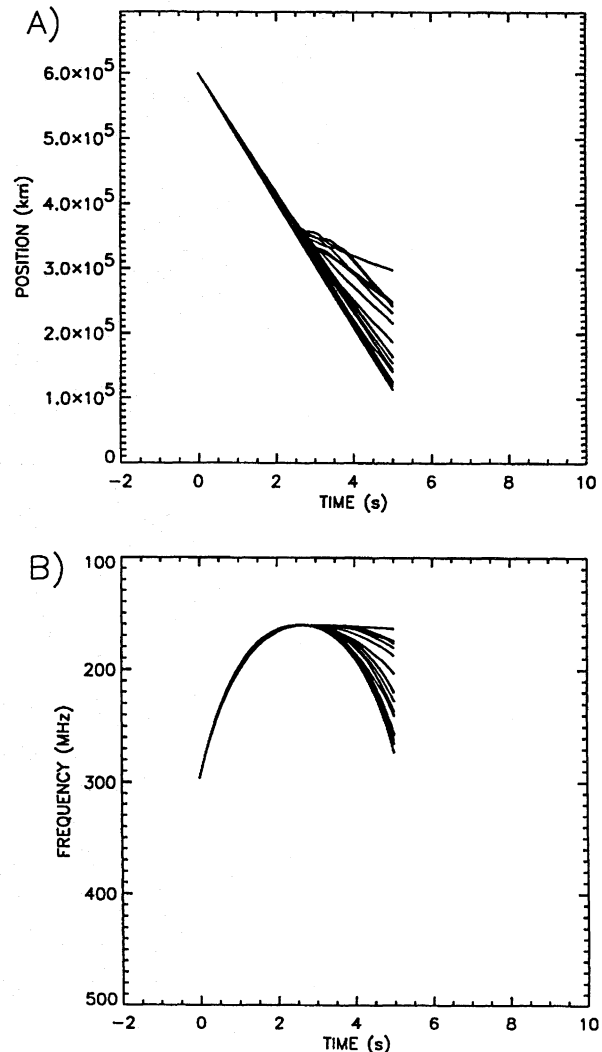 A)
6.0×10⁵
5.0×10⁵
4.0×10⁵
3.0×10⁵
2.0×10⁵
1.0×10⁵
0
POSITION (km)
−2 0 2 4 6 8 10
TIME (s)
B)
100
200
300
400
500
FREQUENCY (MHz)
−2 0 2 4 6 8 10
TIME (s)